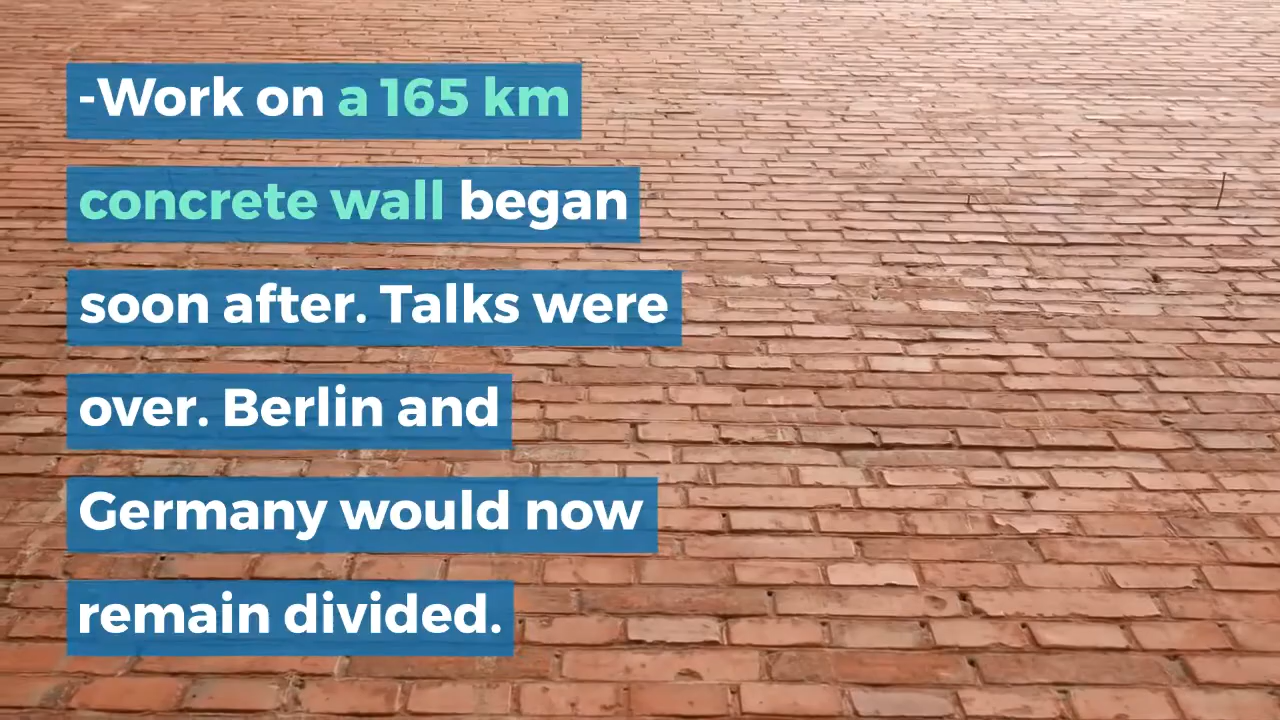 -Work on a 165 km
concrete wall began
soon after. Talks were
over. Berlin and
Germany would now
remain divided.